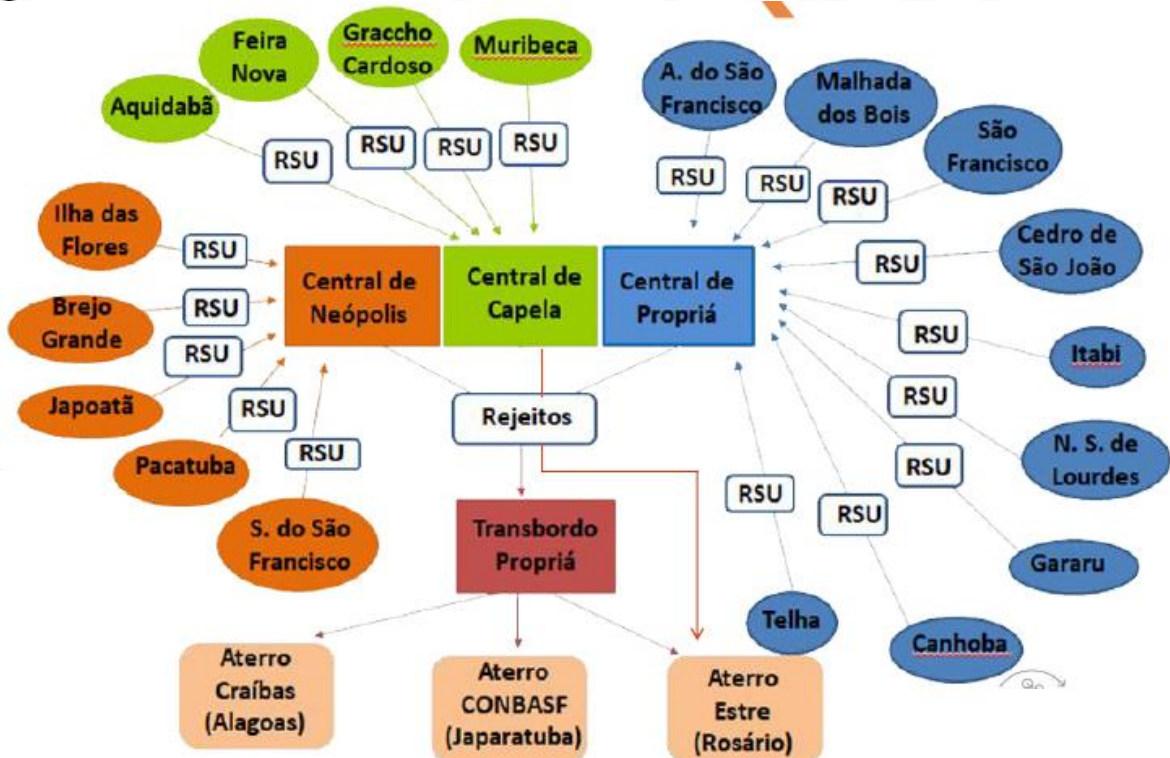 Feira
Nova
Graccho
Cardoso
Muribeca
Aquidabã
A. do São
Francisco
Malhada
dos Bois
São
Francisco
RSU
RSU
RSU
RSU
RSU
RSU
RSU
Ilha das
Flores
RSU
Cedro de
São João
RSU
Central de
Neópolis
Central de
Capela
Central de
Propriá
Brejo
Grande
RSU
RSU
Itabi
Japoatã
RSU
RSU
Pacatuba
RSU
Rejeitos
RSU
N. S. de
Lourdes
RSU
S. do São
Francisco
Transbordo
Propriá
RSU
RSU
Gararu
Telha
Canhoba
Aterro
Craíbas
(Alagoas)
Aterro
CONBASF
(Japaratuba)
Aterro
Estre
(Rosário)